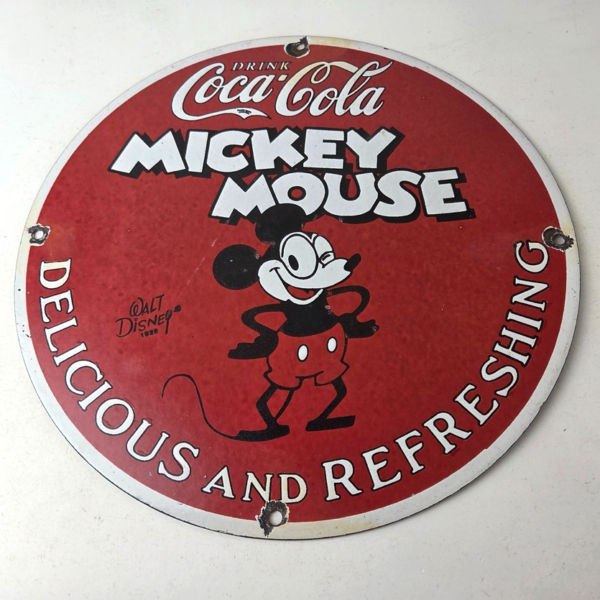 DRINK
Coca-Cola
MICKEY
MOUSE
WALT
DISNEY
DELICIOUS AND REFRESHING